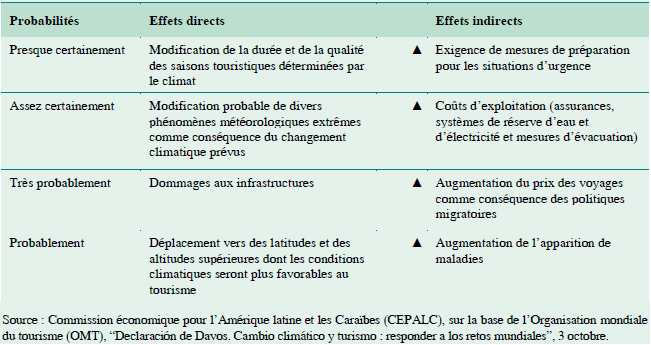 Probabilités Effets directs Effets indirects
Presque certainement Modification de la durée et de la qualité ▲ Exigence de mesures de préparation
des saisons touristiques déterminées par pour les situations d’urgence
le climat
Assez certainement Modification probable de divers ▲ Coûts d’exploitation (assurances,
phénomènes météorologiques extrêmes systèmes de réserve d’eau et
comme conséquence du changement d’électricité et mesures d’évacuation)
climatique prévus
Très probablement Dommages aux infrastructures ▲ Augmentation du prix des voyages
comme conséquence des politiques
migratoires
Probablement Déplacement vers des latitudes et des ▲ Augmentation de l’apparition de
altitudes supérieures dont les conditions maladies
climatiques seront plus favorables au
tourisme
Source : Commission économique pour l’Amérique latine et les Caraïbes (CEPALC), sur la base de l’Organisation mondiale
du tourisme (OMT), “Declaración de Davos. Cambio climático y turismo : responder a los retos mundiales”, 3 octobre.